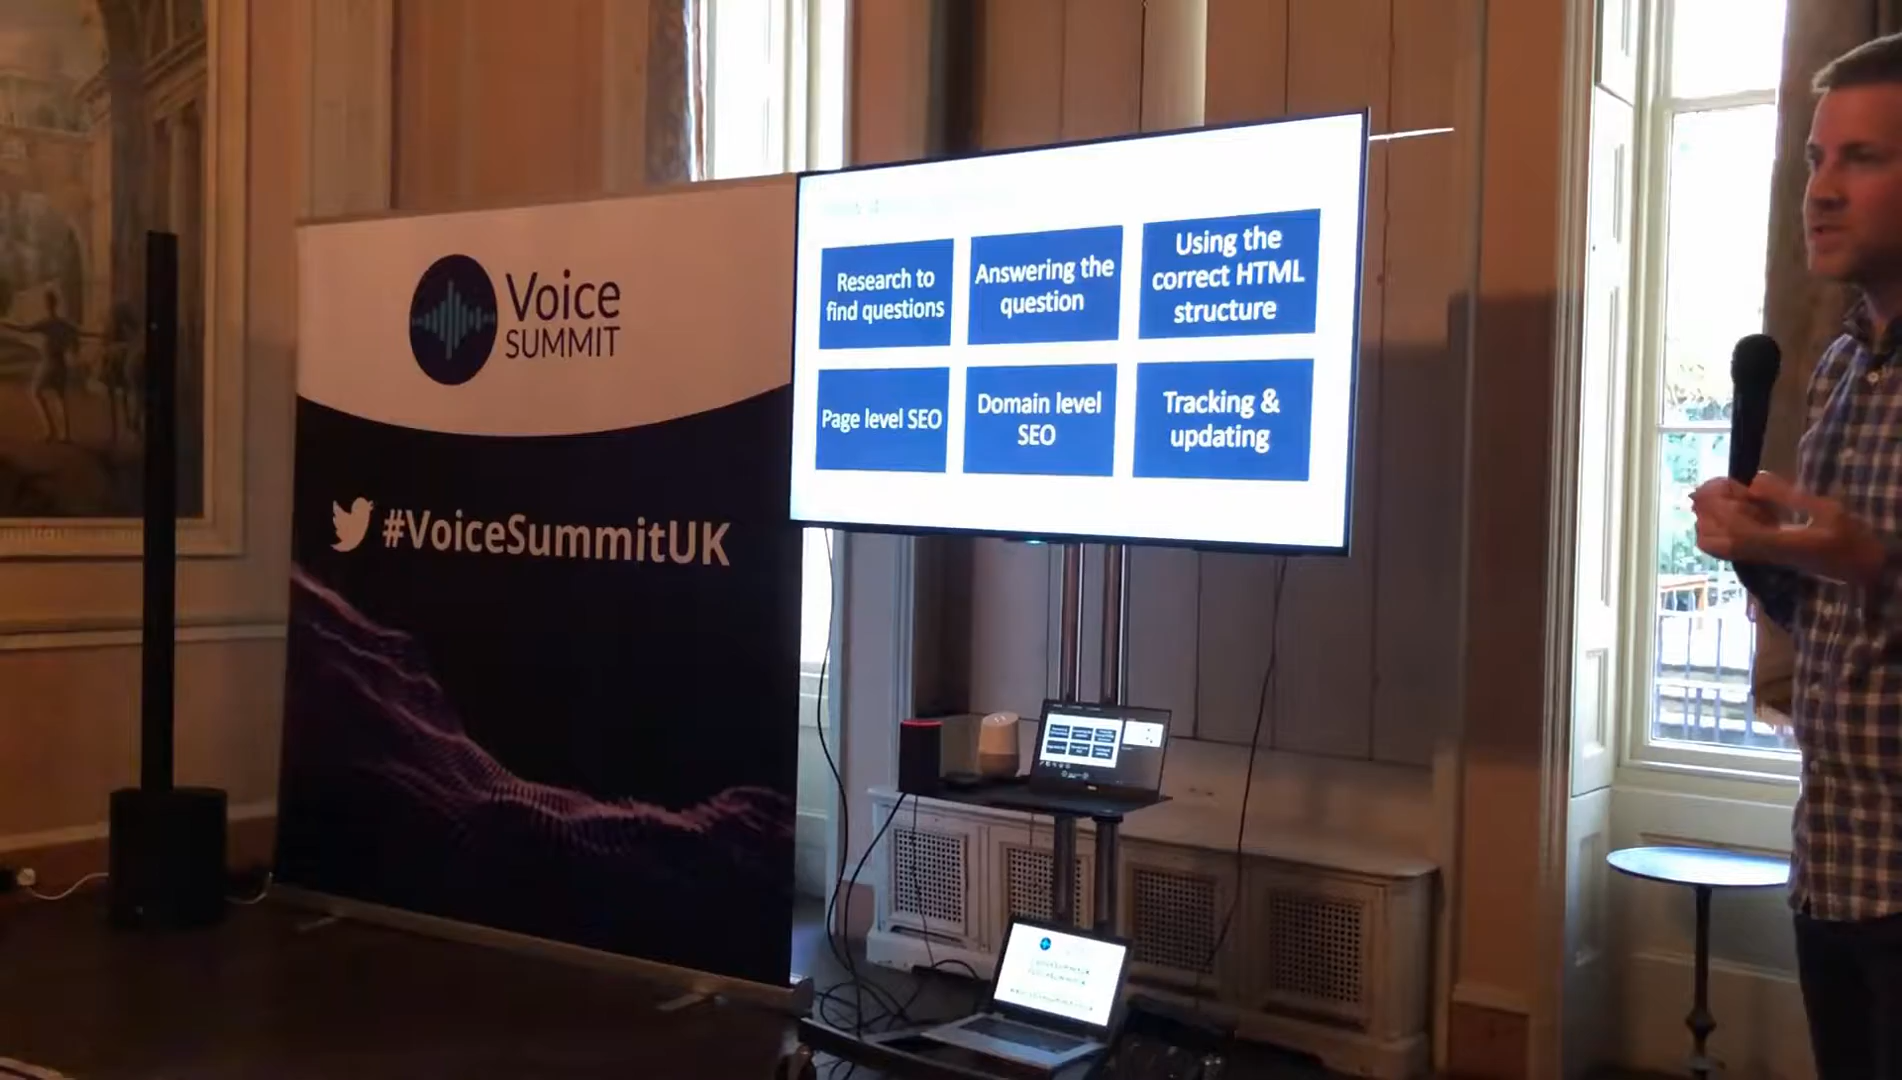 Voice
SUMMIT
#VoiceSummitUK
Research to
find questions
Answering the
question
Using the
correct HTML
structure
Page level SEO
Domain level
SEO
Tracking &
updating